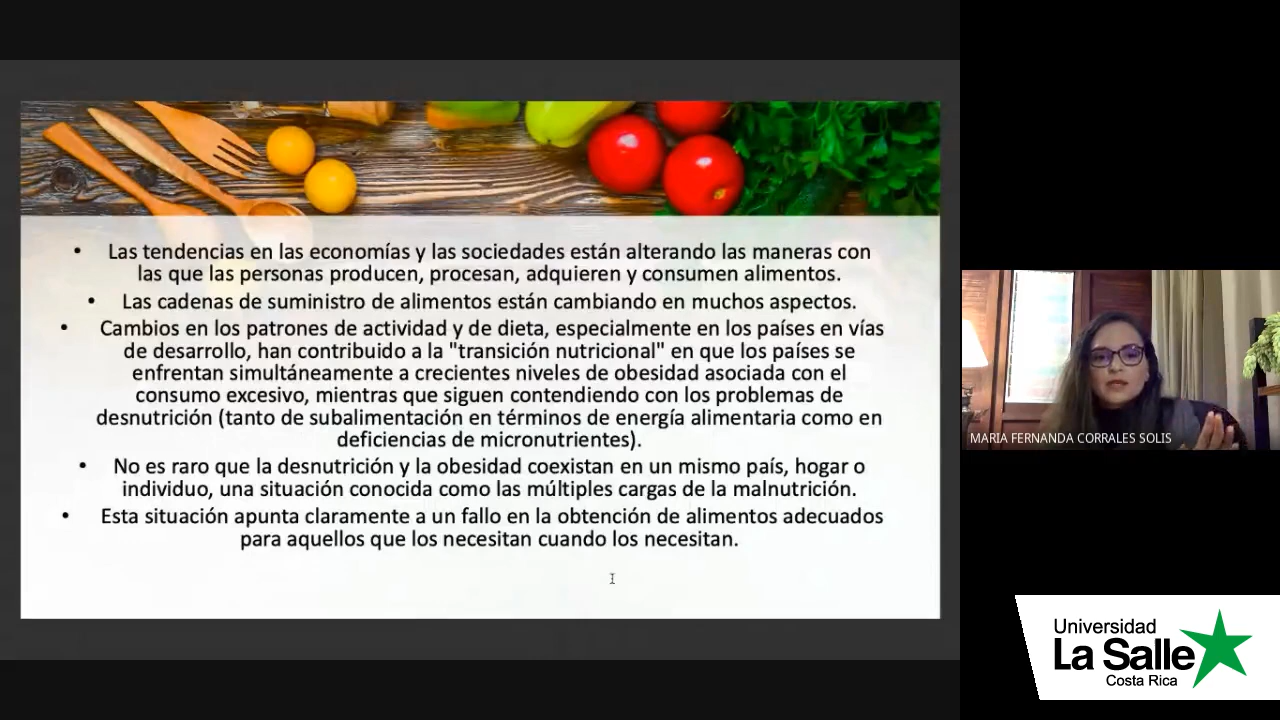 • Las tendencias en las economías y las sociedades están alterando las maneras con
las que las personas producen, procesan, adquieren y consumen alimentos.
• Las cadenas de suministro de alimentos están cambiando en muchos aspectos.
• Cambios en los patrones de actividad y de dieta, especialmente en los países en vías
de desarrollo, han contribuido a la "transición nutricional" en que los países se
enfrentan simultáneamente a crecientes niveles de obesidad asociada con el
consumo excesivo, mientras que siguen contendiendo con los problemas de
desnutrición (tanto de subalimentación en términos de energía alimentaria como en
deficiencias de micronutrientes).
• No es raro que la desnutrición y la obesidad coexistan en un mismo país, hogar o
individuo, una situación conocida como las múltiples cargas de la malnutrición.
• Esta situación apunta claramente a un fallo en la obtención de alimentos adecuados
para aquellos que los necesitan cuando los necesitan.
MARIA FERNANDA CORRALES SOLIS
Universidad
La Salle
Costa Rica